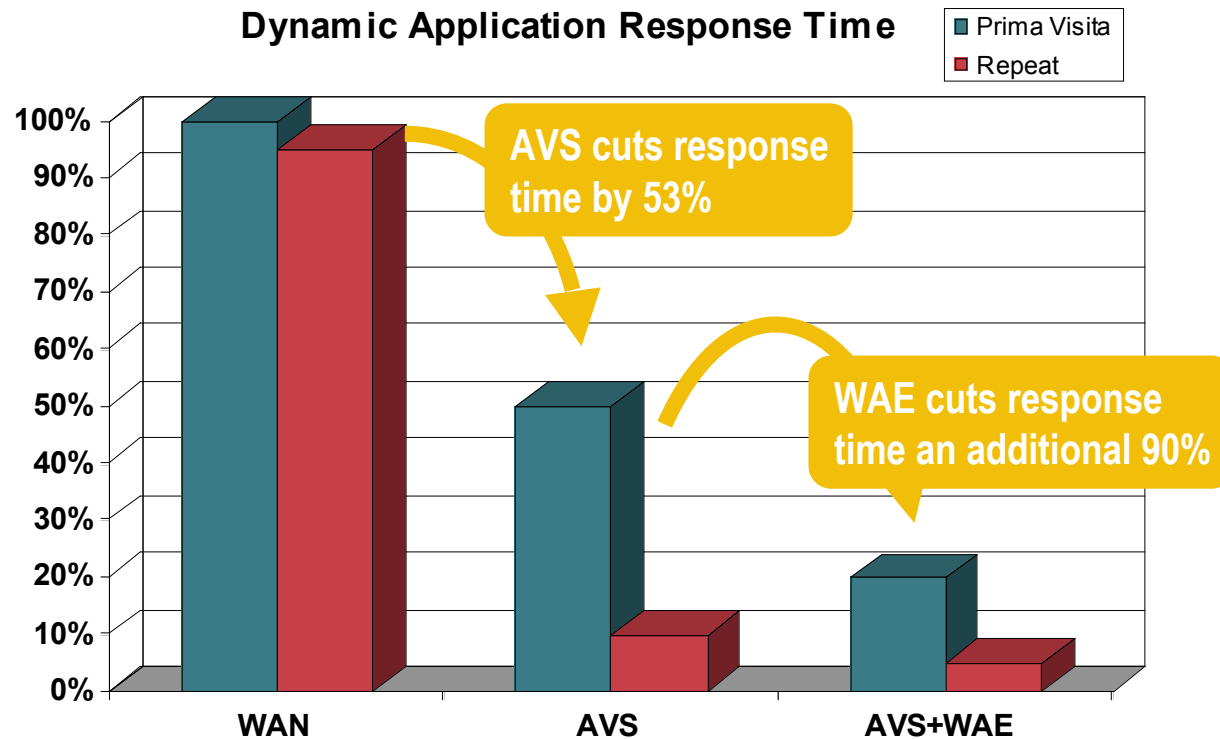 Dynamic Application Response Time
Prima Visita
Repeat
100%
90%
80%
70%
60%
50%
40%
30%
20%
10%
0%
AVS cuts response
time by 53%
WAE cuts response
time an additional 90%
WAN
AVS
AVS+WAE